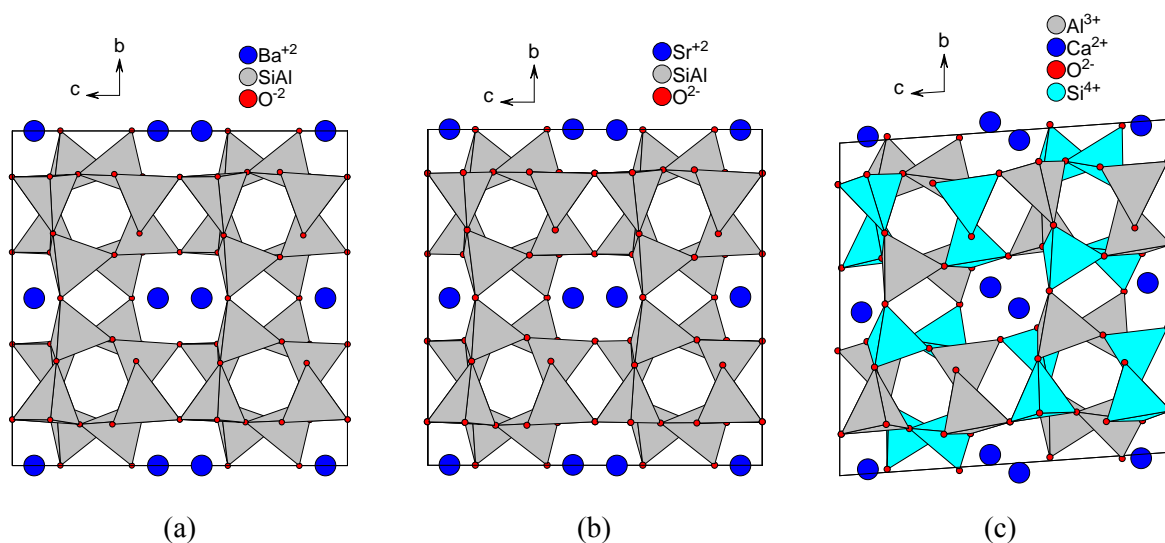 b
c
Ba+2
SiAl
O-2
b
c
Sr+2
SiAl
O2-
b
c
Al3+
Ca2+
O2-
Si4+
(a)
(b)
(c)